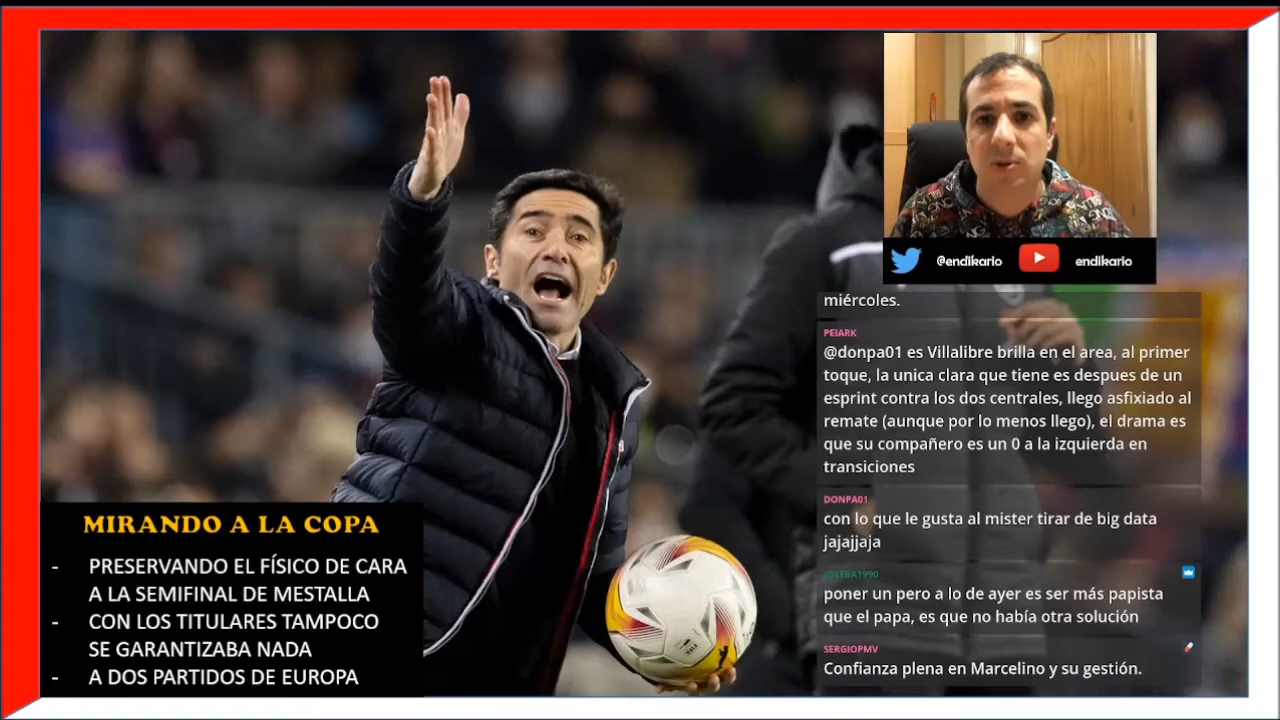 @endikario
endikario
miércoles.
PEIARK
@donpa01 es Villalibre brilla en el area, al primer
toque, la unica clara que tiene es despues de un
esprint contra los dos centrales, llego asfixiado al
remate (aunque por lo menos llego), el drama es
que su compañero es un 0 a la izquierda en
transiciones
DONPA01
con lo que le gusta al mister tirar de big data
jajajjaja
JOSEBA1990
poner un pero a lo de ayer es ser más papista
que el papa, es que no había otra solución
SERGIOPMV
Confianza plena en Marcelino y su gestión.
MIRANDO A LA COPA
- PRESERVANDO EL FÍSICO DE CARA
A LA SEMIFINAL DE MESTALLA
- CON LOS TITULARES TAMPOCO
SE GARANTIZABA NADA
- A DOS PARTIDOS DE EUROPA